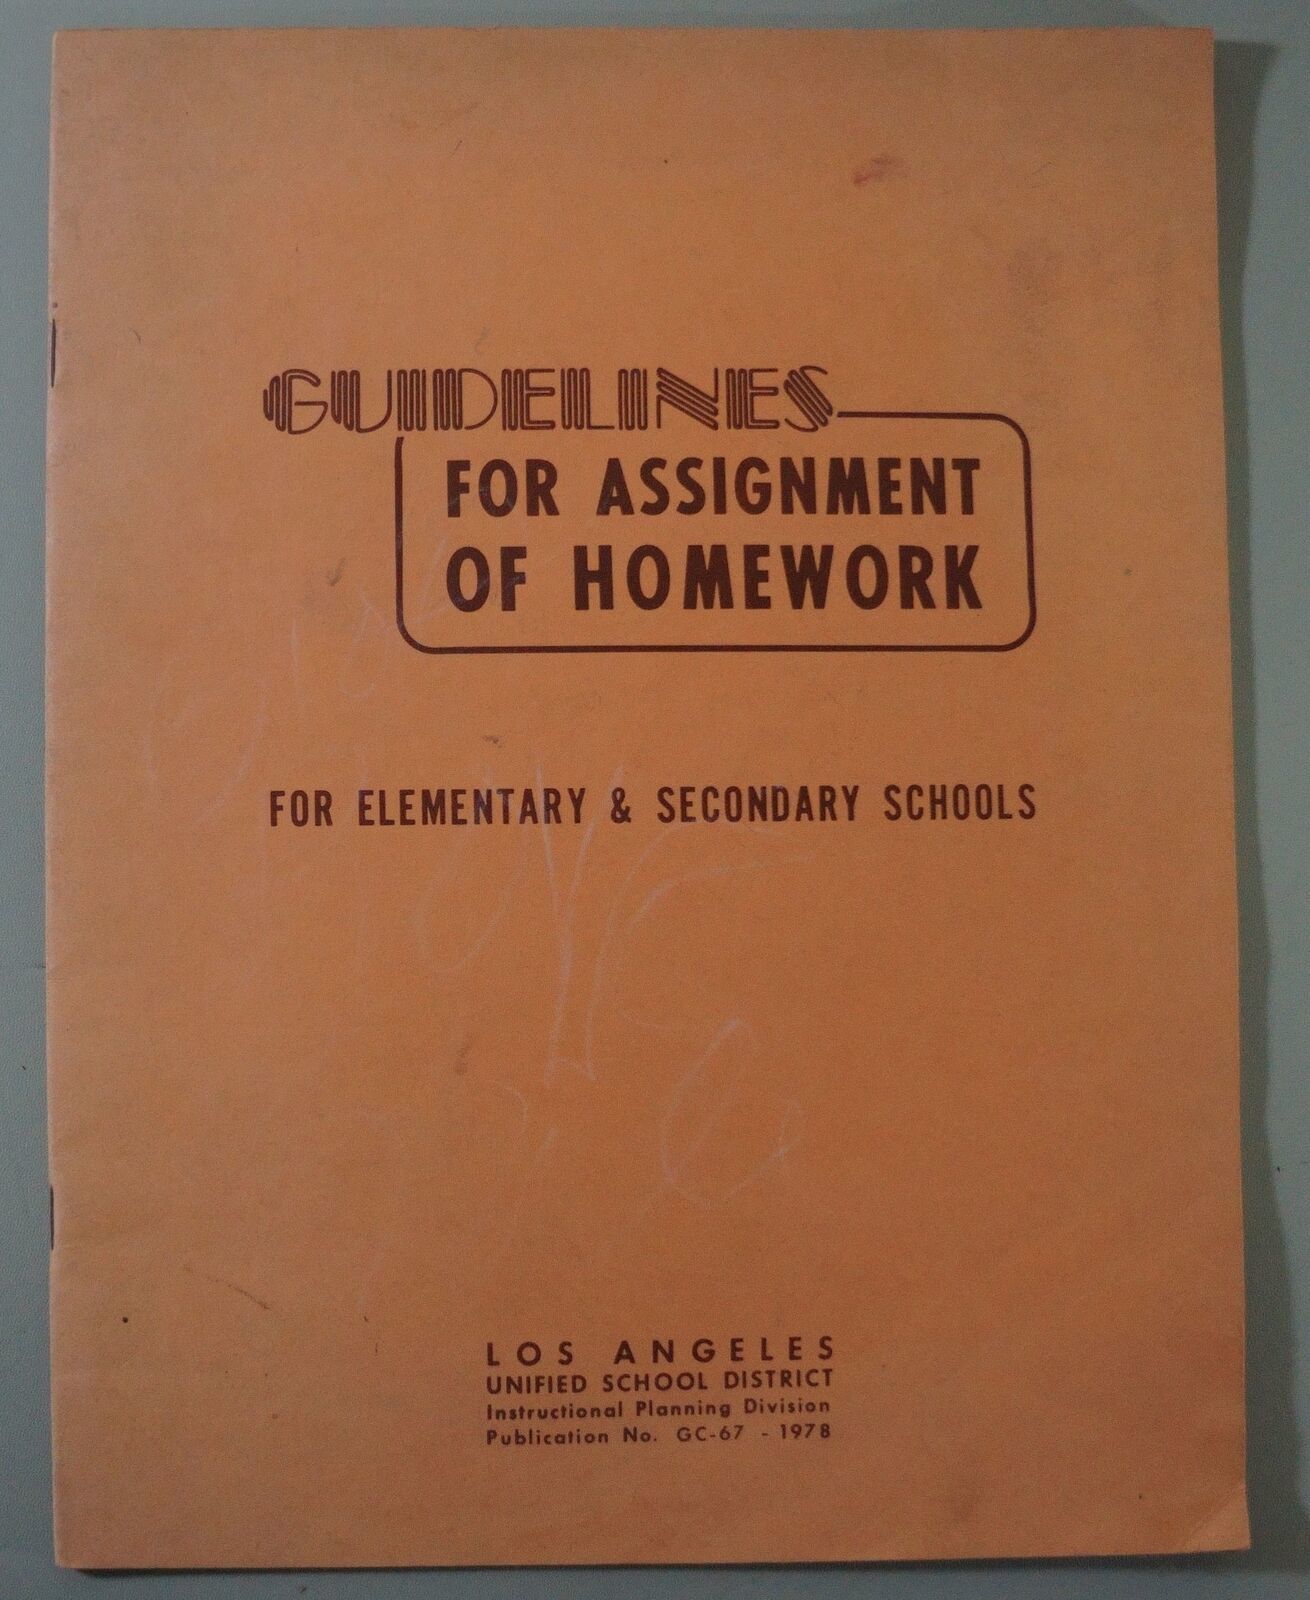 GUIDELINES
FOR ASSIGNMENT
OF HOMEWORK
FOR ELEMENTARY & SECONDARY SCHOOLS
LOS ANGELES
UNIFIED SCHOOL DISTRICT
Instructional Planning Division
Publication No. GC-67 - 1978